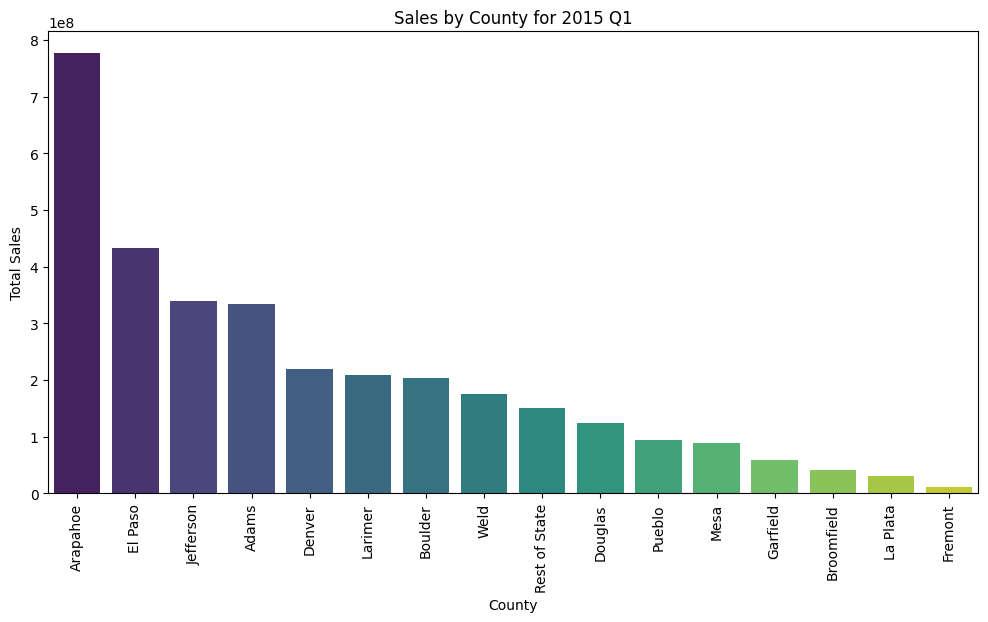 Sales by County for 2015 Q1
1e8
8
7
6
5
4
3
2
1
0
Total Sales
Arapahoe
El Paso
Jefferson
Adams
Denver
Larimer
Boulder
Weld
Rest of State
Douglas
Pueblo
Mesa
Garfield
Broomfield
La Plata
Fremont
County